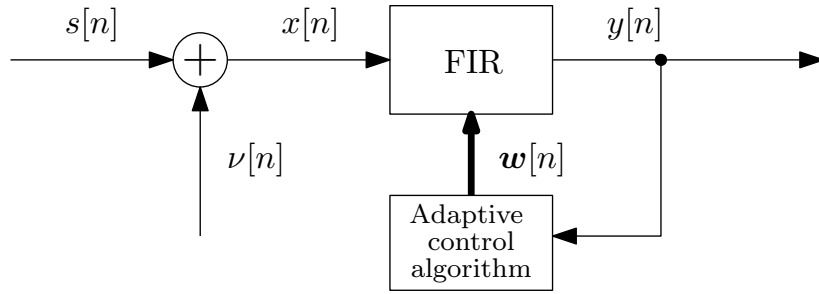 s[n]
x[n]
FIR
y[n]
+
ν[n]
w[n]
Adaptive
control
algorithm